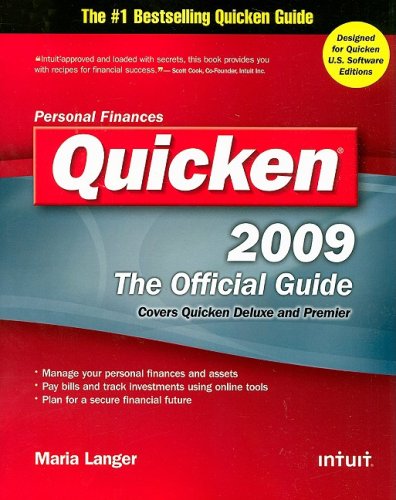 The #1 Bestselling Quicken Guide
Designed
for Quicken
U.S. Software
Editions
"Intuit-approved and loaded with secrets, this book provides you
with recipes for financial success." — Scott Cook, Co-Founder, Intuit Inc.
Personal Finances
Quicken®
2009
The Official Guide
Covers Quicken Deluxe and Premier
• Manage your personal finances and assets
• Pay bills and track investments using online tools
• Plan for a secure financial future
Maria Langer
INTUIT